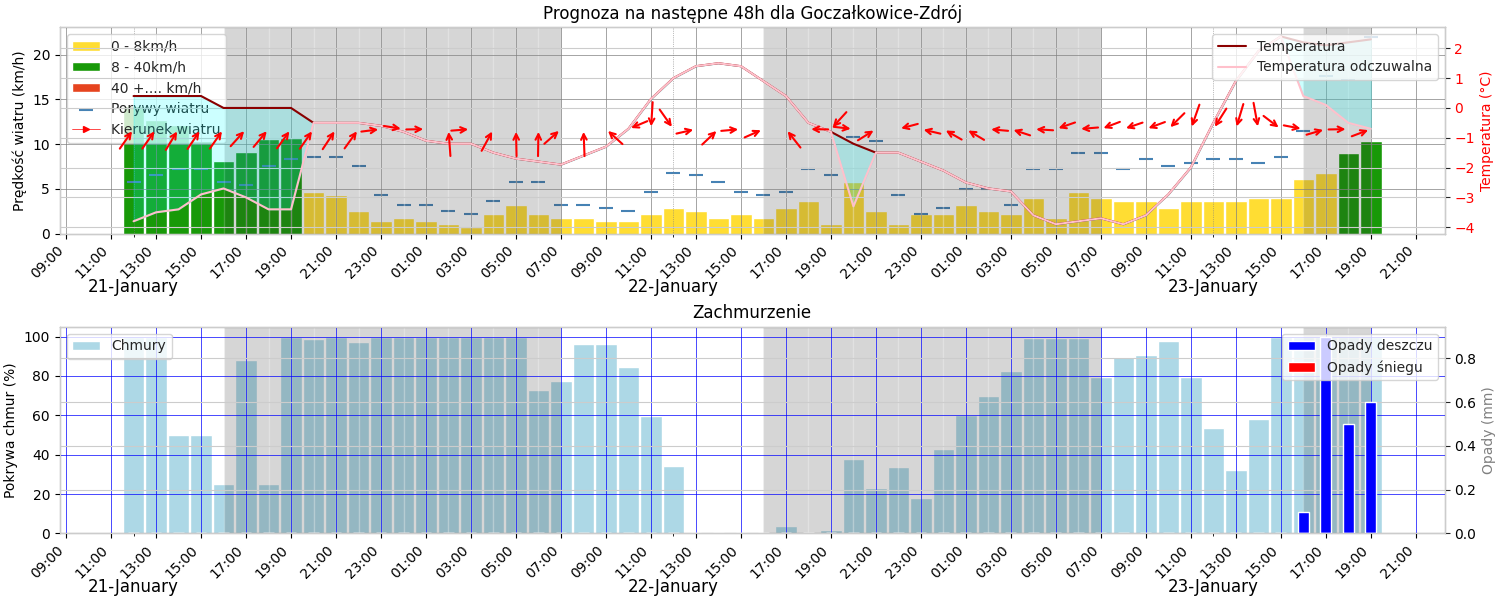 Prognoza na następne 48h dla Goczałkowice-Zdrój
Prędkość wiatru (km/h)
20
15
10
5
0
0 - 8km/h
8 - 40km/h
40 +.... km/h
Porywy wiatru
Kierunek wiatru
Temperatura
Temperatura odczuwalna
2
1
0
−1
−2
−3
−4
Temperatura (°C)
09:00 11:00 13:00 15:00 17:00 19:00 21:00 23:00 01:00 03:00 05:00 07:00 09:00 11:00 13:00 15:00 17:00 19:00 21:00 23:00 01:00 03:00 05:00 07:00 09:00 11:00 13:00 15:00 17:00 19:00 21:00
21-January 22-January 23-January
Zachmurzenie
Pokrywa chmur (%)
100
80
60
40
20
0
Chmury
Opady deszczu
Opady śniegu
0.8
0.6
0.4
0.2
0.0
Opady (mm)
09:00 11:00 13:00 15:00 17:00 19:00 21:00 23:00 01:00 03:00 05:00 07:00 09:00 11:00 13:00 15:00 17:00 19:00 21:00 23:00 01:00 03:00 05:00 07:00 09:00 11:00 13:00 15:00 17:00 19:00 21:00
21-January 22-January 23-January